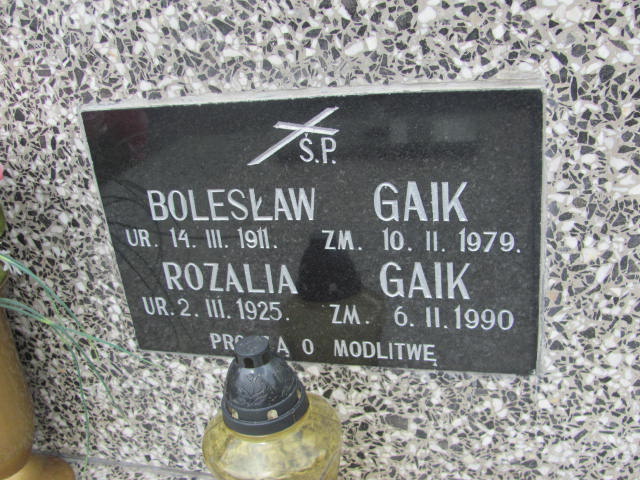 Ś.P.
BOLESŁAW GAIK
UR. 14. III. 1911. ZM. 10. II. 1979.
ROZALIA GAIK
UR. 2. III. 1925. ZM. 6. II. 1990
O MODLITWĘ